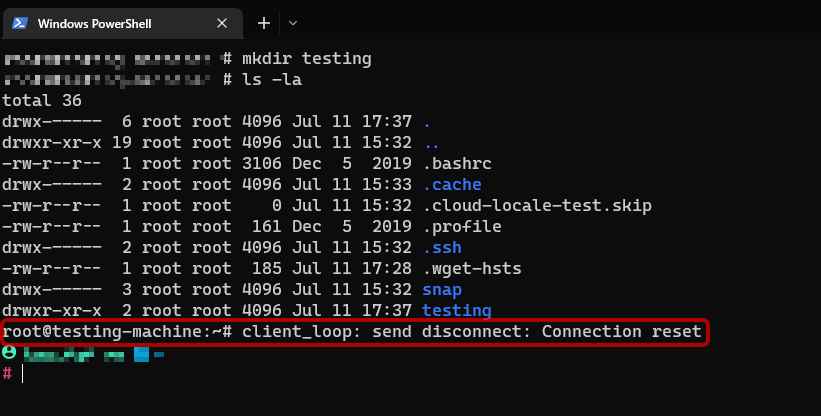 Windows PowerShell
# mkdir testing
# ls -la
total 36
drwx------  6 root root 4096 Jul 11 17:37 .
drwxr-xr-x 19 root root 4096 Jul 11 15:32 ..
-rw-r--r--  1 root root 3106 Dec  5  2019 .bashrc
drwx------  2 root root 4096 Jul 11 15:33 .cache
-rw-r--r--  1 root root    0 Jul 11 15:32 .cloud-locale-test.skip
-rw-r--r--  1 root root  161 Dec  5  2019 .profile
drwx------  2 root root 4096 Jul 11 15:32 .ssh
-rw-r--r--  1 root root  185 Jul 11 17:28 .wget-hsts
drwx------  3 root root 4096 Jul 11 15:32 snap
drwxr-xr-x  2 root root 4096 Jul 11 17:37 testing
root@testing-machine:~# client_loop: send disconnect: Connection reset
#